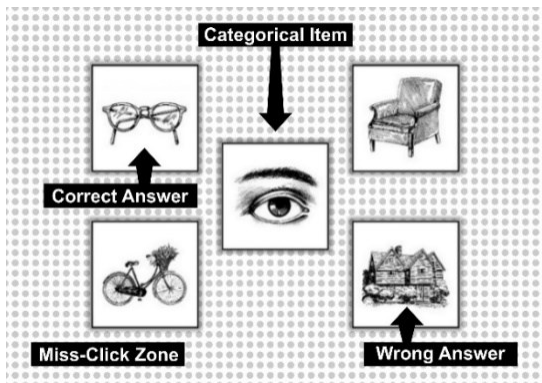 Categorical Item
Correct Answer
Miss-Click Zone
Wrong Answer